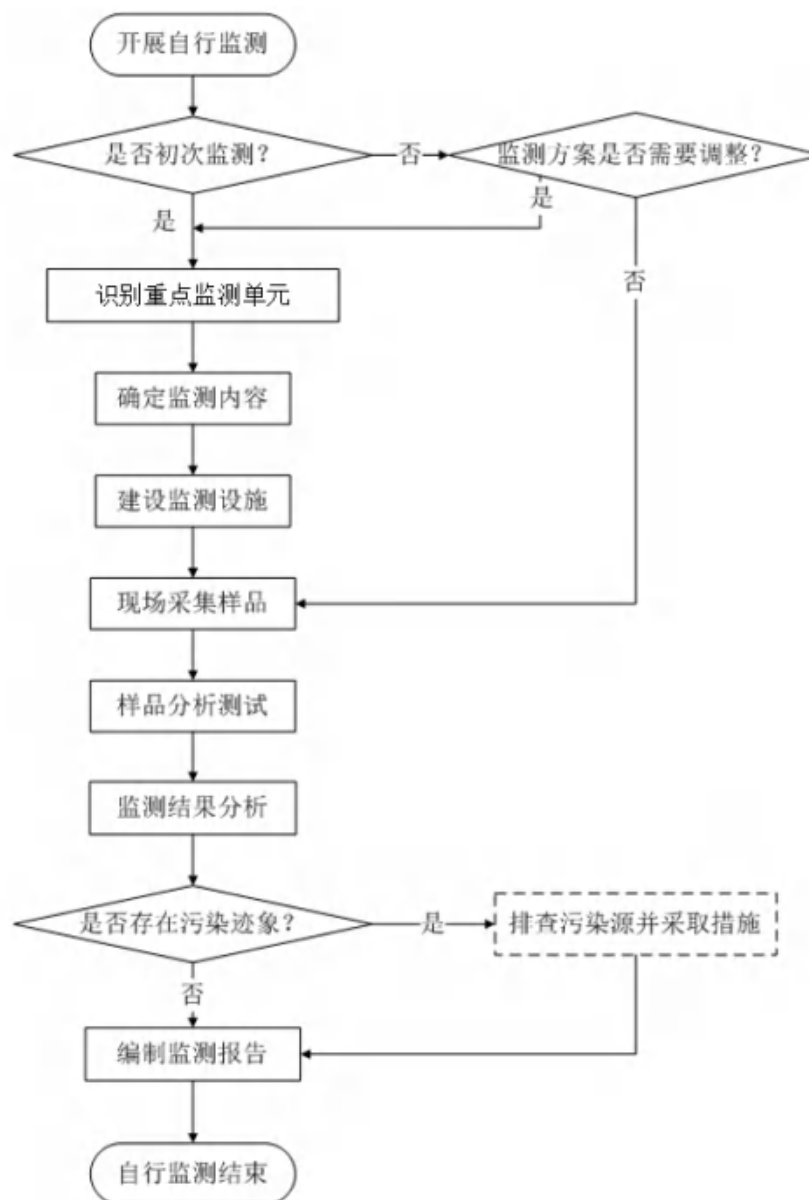 开展自行监测
是否初次监测？
否
监测方案是否需要调整？
是
是
识别重点监测单元
否
确定监测内容
建设监测设施
现场采集样品
样品分析测试
监测结果分析
是否存在污染迹象？
是
排查污染源并采取措施
否
编制监测报告
自行监测结束